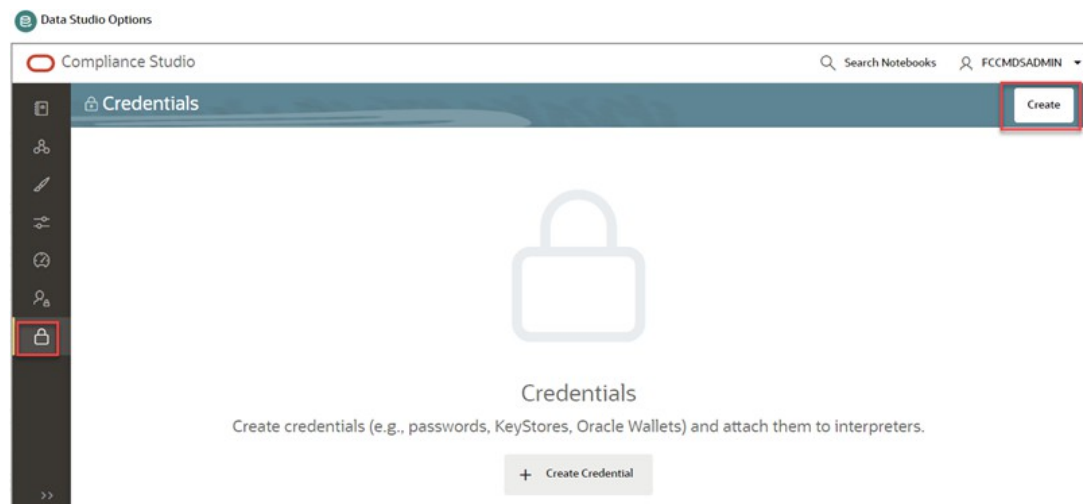 Data Studio Options
Compliance Studio
Search Notebooks
FCCMDSADMIN
Credentials
Create
Credentials
Create credentials (e.g., passwords, KeyStores, Oracle Wallets) and attach them to interpreters.
+ Create Credential
>>